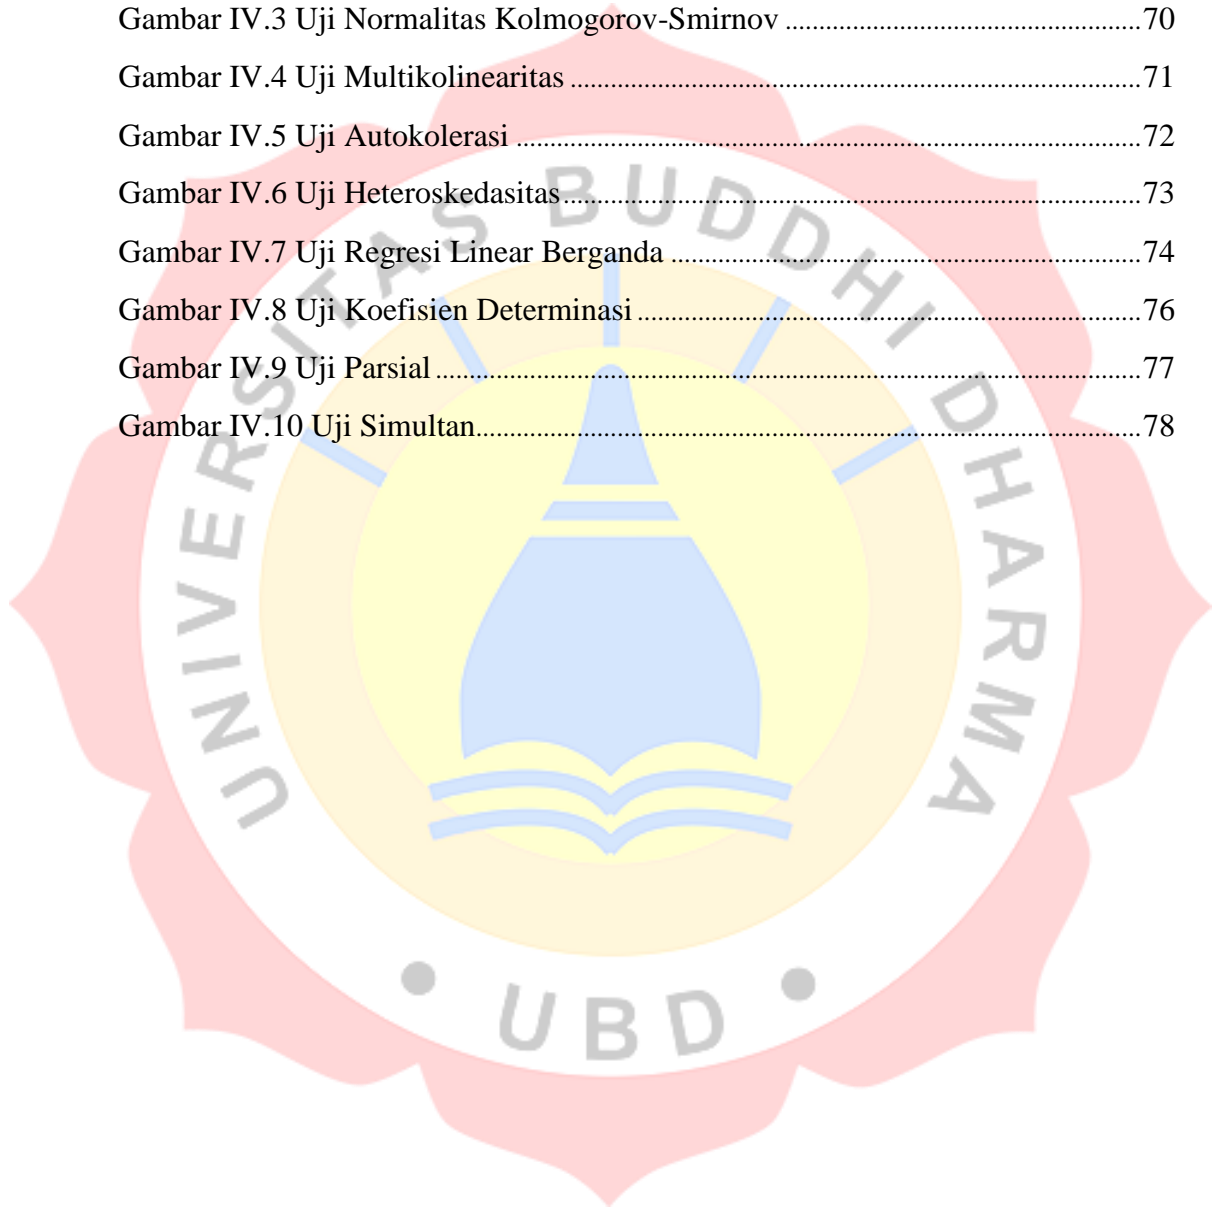 Gambar IV.3 Uji Normalitas Kolmogorov-Smirnov ............................................70
Gambar IV.4 Uji Multikolinearitas .......................................................................71
Gambar IV.5 Uji Autokolerasi ..............................................................................72
Gambar IV.6 Uji Heteroskedasitas........................................................................73
Gambar IV.7 Uji Regresi Linear Berganda ...........................................................74
Gambar IV.8 Uji Koefisien Determinasi ...............................................................76
Gambar IV.9 Uji Parsial ........................................................................................77
Gambar IV.10 Uji Simultan...................................................................................78
UNIVERSITAS BUDDHI DHARMA
• UBD •